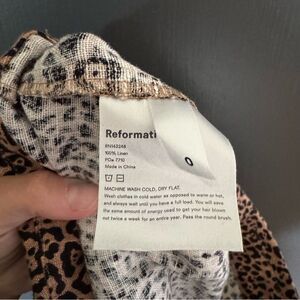 Reformati
0
RN142248
100% Linen
PO# 7710
Made in China
MACHINE WASH COLD, DRY FLAT.
Wash clothes in cold water as opposed to warm or hot,
and always wait until you have a full load. You will save
the same amount of energy used to get your hair blown
out twice a week for an entire year. Pass the round brush.